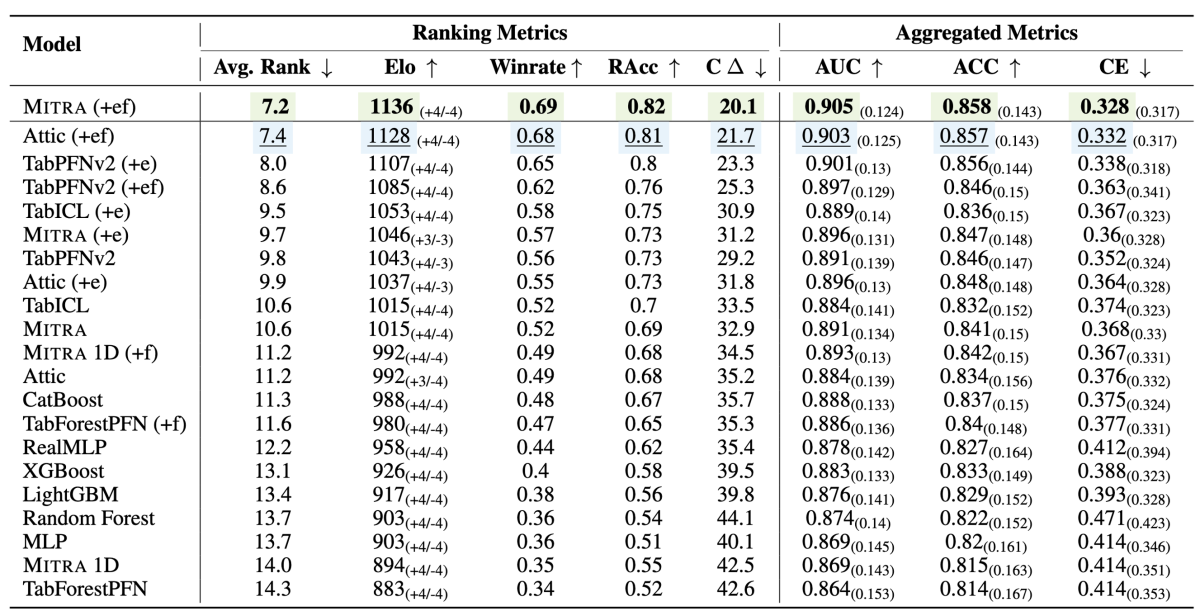 Model Ranking Metrics Aggregated Metrics
Avg. Rank ↓ Elo ↑ Winrate ↑ RAcc ↑ C Δ ↓ AUC ↑ ACC ↑ CE ↓
MITRA (+ef) 7.2 1136 (+4/-4) 0.69 0.82 20.1 0.905 (0.124) 0.858 (0.143) 0.328 (0.317)
Attic (+ef) 7.4 1128 (+4/-4) 0.68 0.81 21.7 0.903 (0.125) 0.857 (0.143) 0.332 (0.317)
TabPFNv2 (+e) 8.0 1107(+4/-4) 0.65 0.8 23.3 0.901(0.13) 0.856(0.144) 0.338(0.318)
TabPFNv2 (+ef) 8.6 1085(+4/-4) 0.62 0.76 25.3 0.897(0.129) 0.846(0.15) 0.363(0.341)
TabICL (+e) 9.5 1053(+4/-4) 0.58 0.75 30.9 0.889(0.14) 0.836(0.15) 0.367(0.323)
MITRA (+e) 9.7 1046(+3/-3) 0.57 0.73 31.2 0.896(0.131) 0.847(0.148) 0.36(0.328)
TabPFNv2 9.8 1043(+4/-3) 0.56 0.73 29.2 0.891(0.139) 0.846(0.147) 0.352(0.324)
Attic (+e) 9.9 1037(+4/-3) 0.55 0.73 31.8 0.896(0.13) 0.848(0.148) 0.364(0.328)
TabICL 10.6 1015(+4/-4) 0.52 0.7 33.5 0.884(0.141) 0.832(0.152) 0.374(0.323)
MITRA 10.6 1015(+4/-4) 0.52 0.69 32.9 0.891(0.134) 0.841(0.15) 0.368(0.33)
MITRA 1D (+f) 11.2 992(+4/-4) 0.49 0.68 34.5 0.893(0.13) 0.842(0.15) 0.367(0.331)
Attic 11.2 992(+3/-4) 0.49 0.68 35.2 0.884(0.139) 0.834(0.156) 0.376(0.332)
CatBoost 11.3 988(+4/-4) 0.48 0.67 35.7 0.888(0.133) 0.837(0.15) 0.375(0.324)
TabForestPFN (+f) 11.6 980(+4/-4) 0.47 0.65 35.3 0.886(0.136) 0.84(0.148) 0.377(0.331)
RealMLP 12.2 958(+4/-4) 0.44 0.62 35.4 0.878(0.142) 0.827(0.164) 0.412(0.394)
XGBoost 13.1 926(+4/-4) 0.4 0.58 39.5 0.883(0.133) 0.833(0.149) 0.388(0.323)
LightGBM 13.4 917(+4/-4) 0.38 0.56 39.8 0.876(0.141) 0.829(0.152) 0.393(0.328)
Random Forest 13.7 903(+4/-4) 0.36 0.54 44.1 0.874(0.14) 0.822(0.152) 0.471(0.423)
MLP 13.7 903(+4/-4) 0.36 0.51 40.1 0.869(0.145) 0.82(0.161) 0.414(0.346)
MITRA 1D 14.0 894(+4/-4) 0.35 0.55 42.5 0.869(0.143) 0.815(0.163) 0.414(0.351)
TabForestPFN 14.3 883(+4/-4) 0.34 0.52 42.6 0.864(0.153) 0.814(0.167) 0.414(0.353)